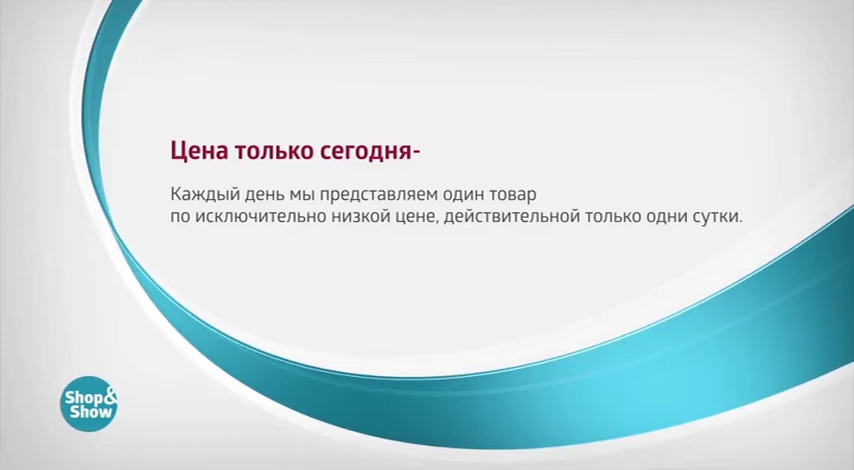 Цена только сегодня-
Каждый день мы представляем один товар
по исключительно низкой цене, действительной только одни сутки.
Shop&
Show